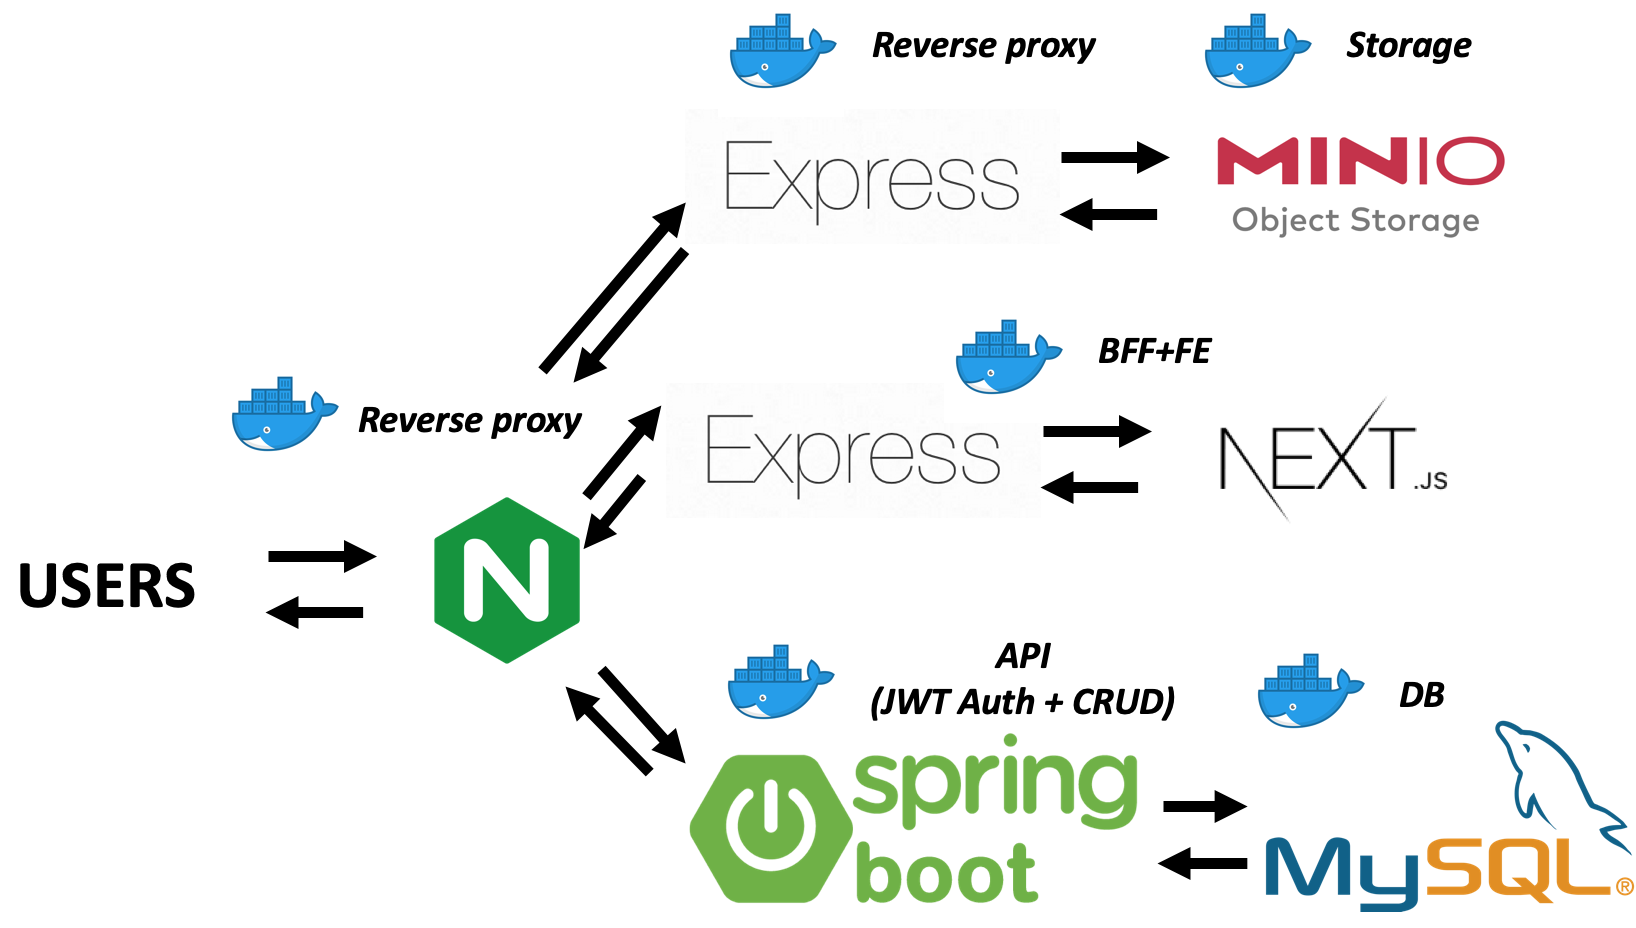 Reverse proxy
Storage
Express
MINIO
Object Storage
BFF+FE
Reverse proxy
Express
NEXT.JS
USERS
N
API
(JWT Auth + CRUD)
DB
spring
boot
MySQL®